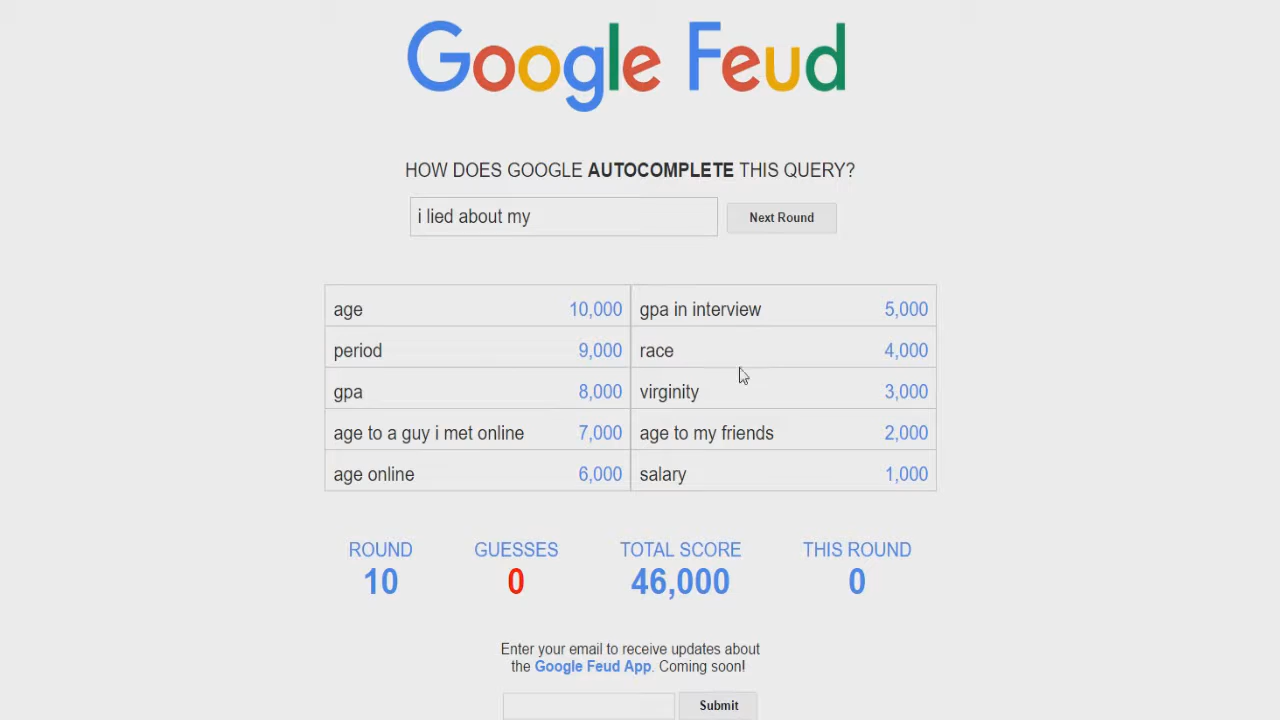 Google Feud
HOW DOES GOOGLE AUTOCOMPLETE THIS QUERY?
i lied about my
Next Round
age 10,000
period 9,000
gpa 8,000
age to a guy i met online 7,000
age online 6,000
gpa in interview 5,000
race 4,000
virginity 3,000
age to my friends 2,000
salary 1,000
ROUND GUESSES TOTAL SCORE THIS ROUND
10 0 46,000 0
Enter your email to receive updates about
the Google Feud App. Coming soon!
Submit